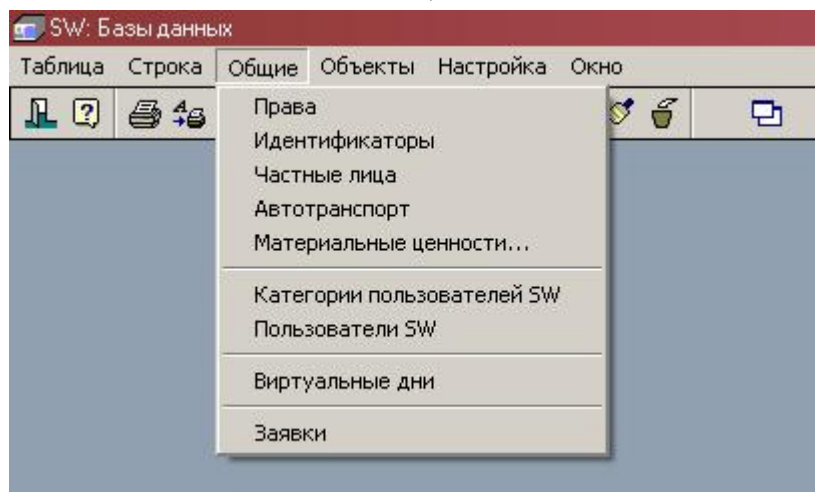 SW: Базы данных
Таблица Строка Общие Объекты Настройка Окно
Права
Идентификаторы
Частные лица
Автотранспорт
Материальные ценности...
Категории пользователей SW
Пользователи SW
Виртуальные дни
Заявки